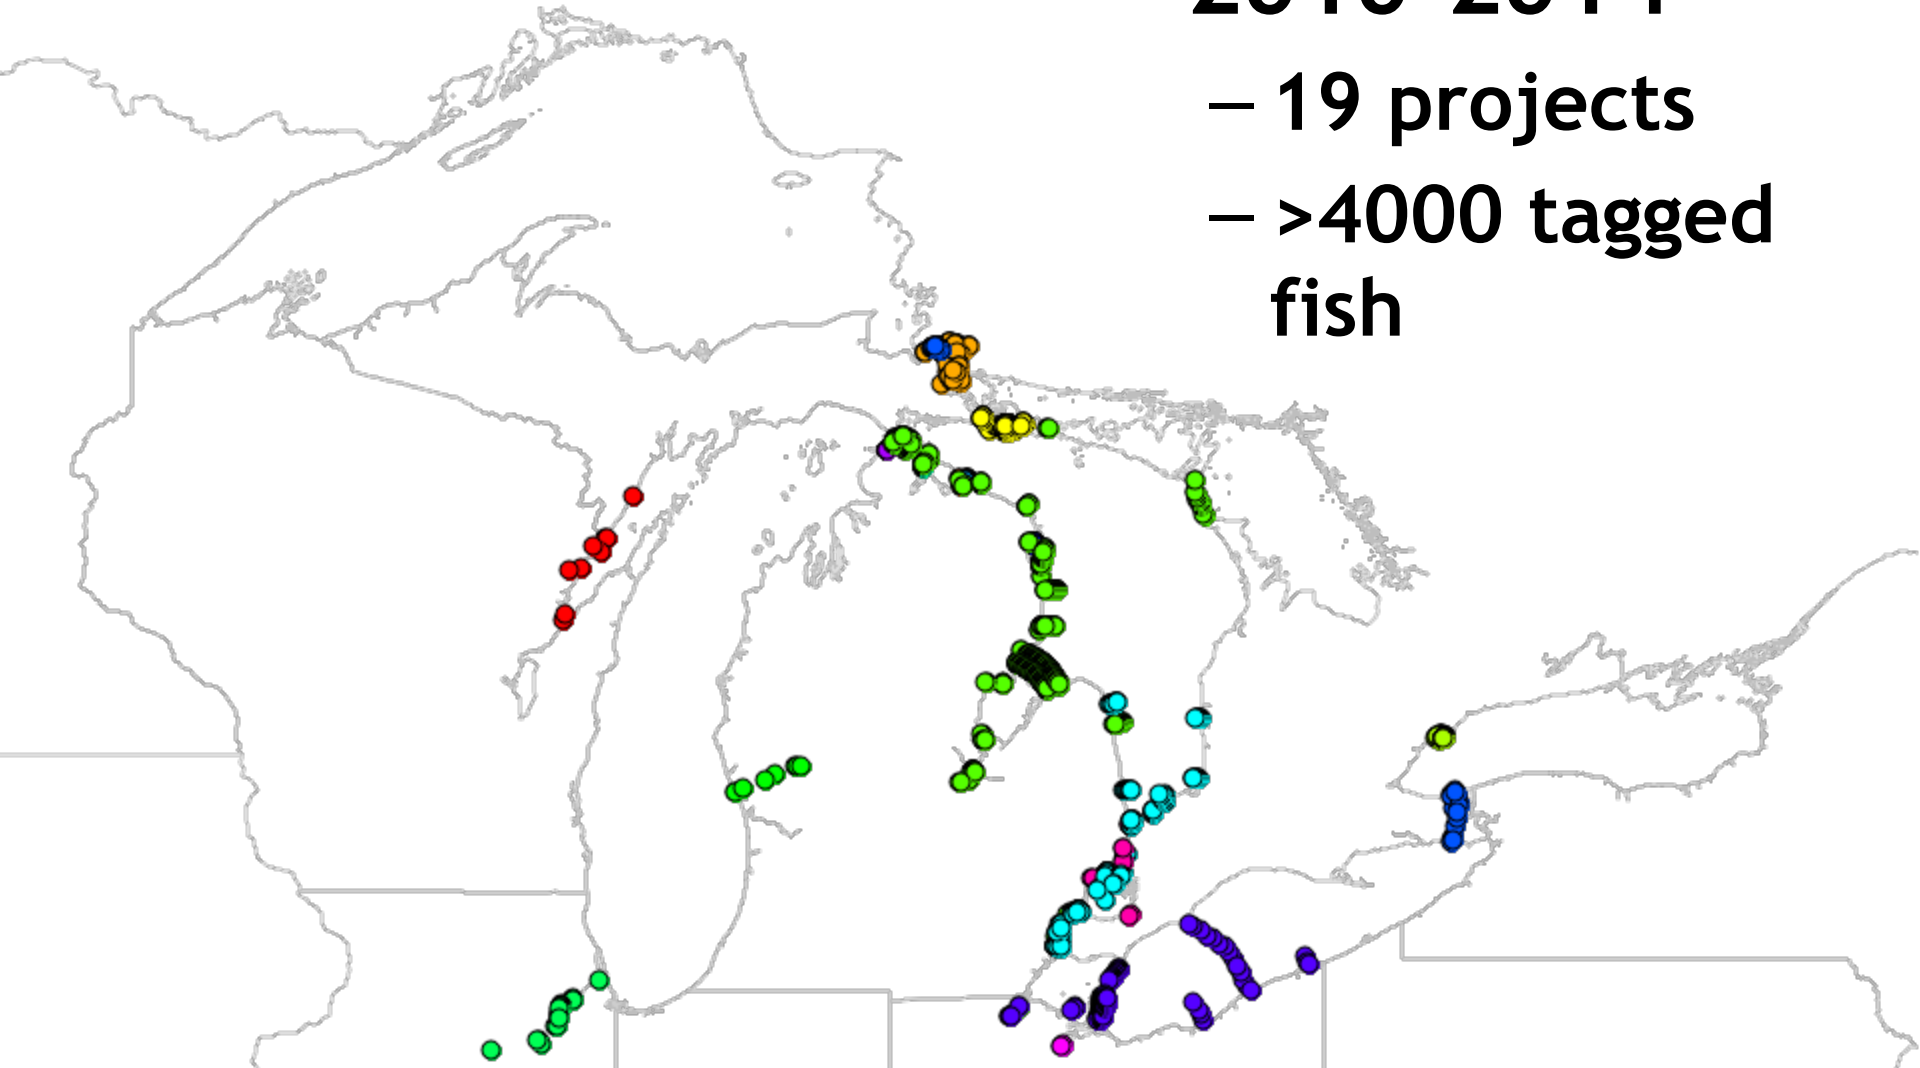 – 19 projects
– >4000 tagged
fish